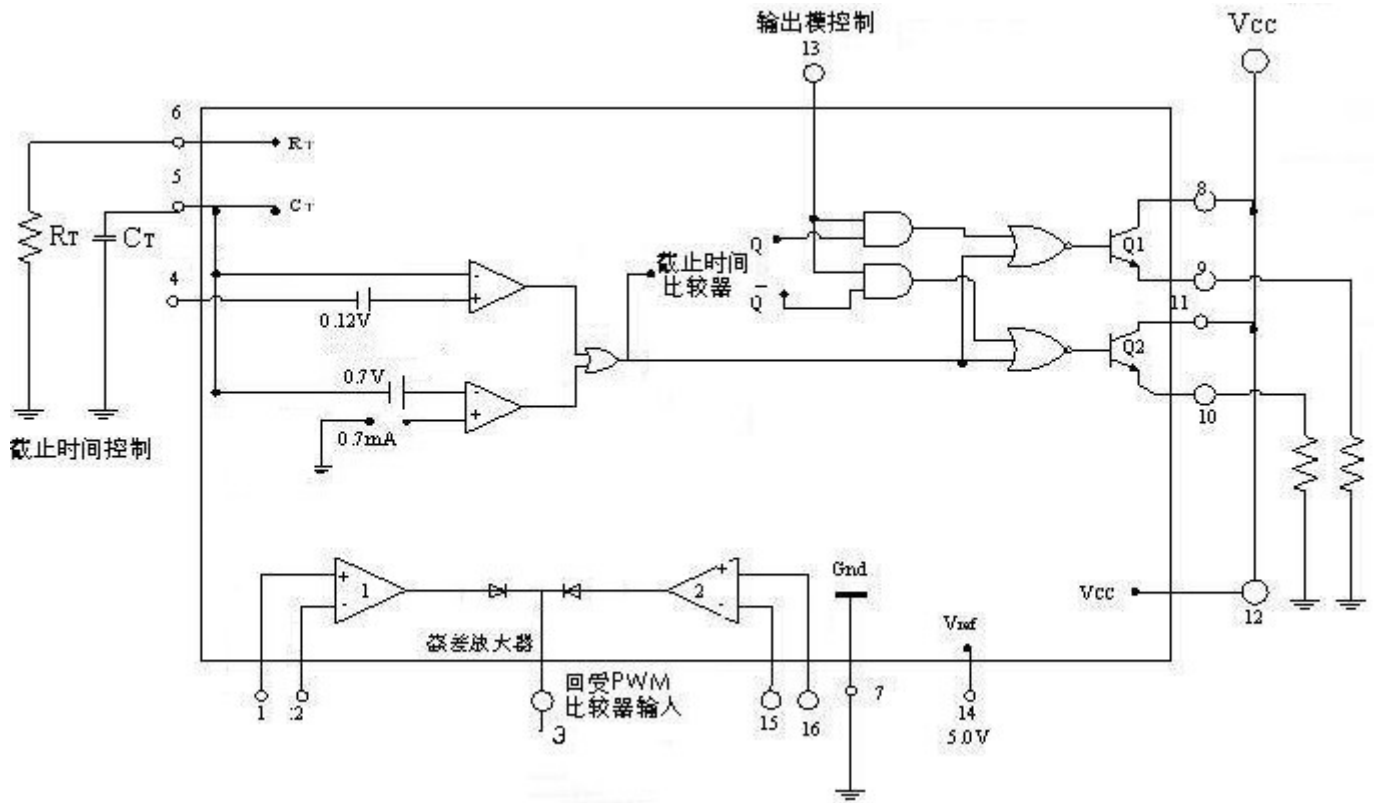 输出模控制
13
Vcc
6
RT
5
CT
RT
CT
4
0.12V
0.7V
0.7mA
截止时间控制
截止时间
比较器
Q
Q̅
8
Q1
9
11
Q2
10
Vcc
12
+
-
1
2
+
-
误差放大器
Gnd
Vref
1
2
回受PWM
比较器输入
3
15
16
7
14
5.0V